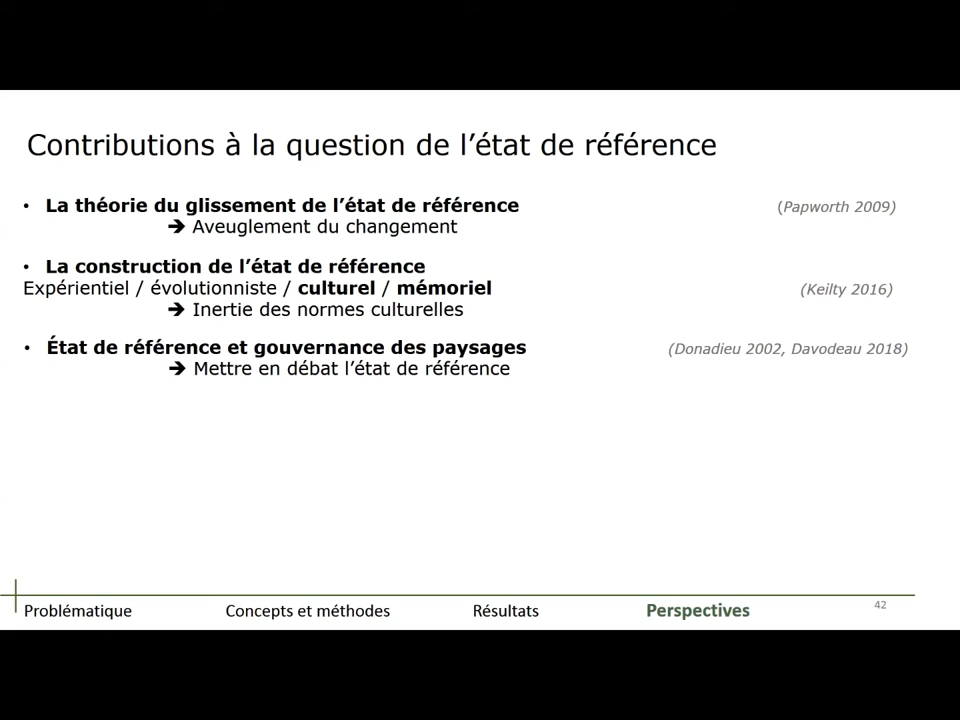 Contributions à la question de l’état de référence
• La théorie du glissement de l’état de référence (Papworth 2009)
➔ Aveuglement du changement
• La construction de l’état de référence
Expérientiel / évolutionniste / culturel / mémoriel (Keilty 2016)
➔ Inertie des normes culturelles
• État de référence et gouvernance des paysages (Donadieu 2002, Davodeau 2018)
➔ Mettre en débat l’état de référence
Problématique Concepts et méthodes Résultats Perspectives 42